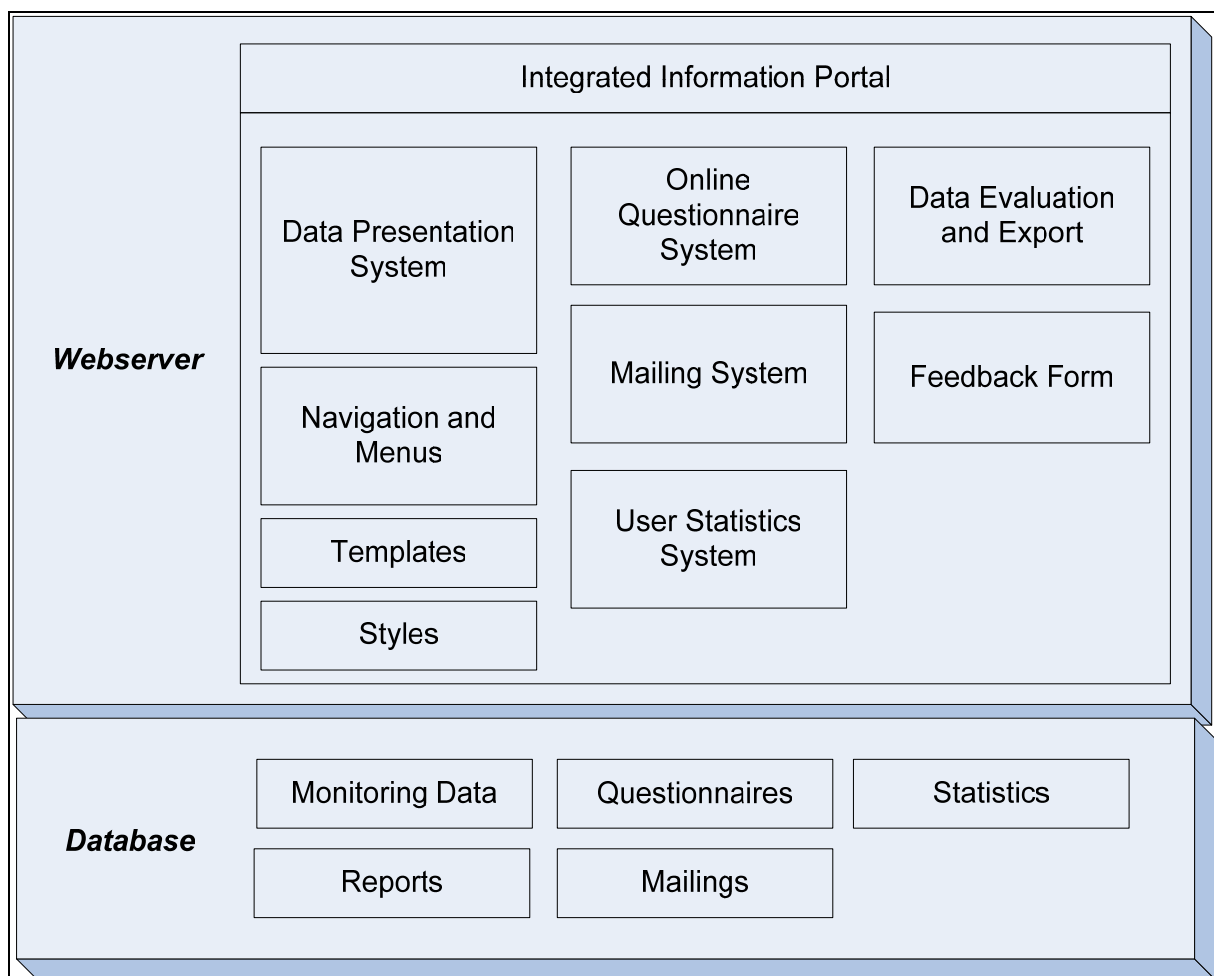 Integrated Information Portal
Data Presentation
System
Online
Questionnaire
System
Data Evaluation
and Export
Webserver
Mailing System
Feedback Form
Navigation and
Menus
User Statistics
System
Templates
Styles
Monitoring Data
Questionnaires
Statistics
Database
Reports
Mailings